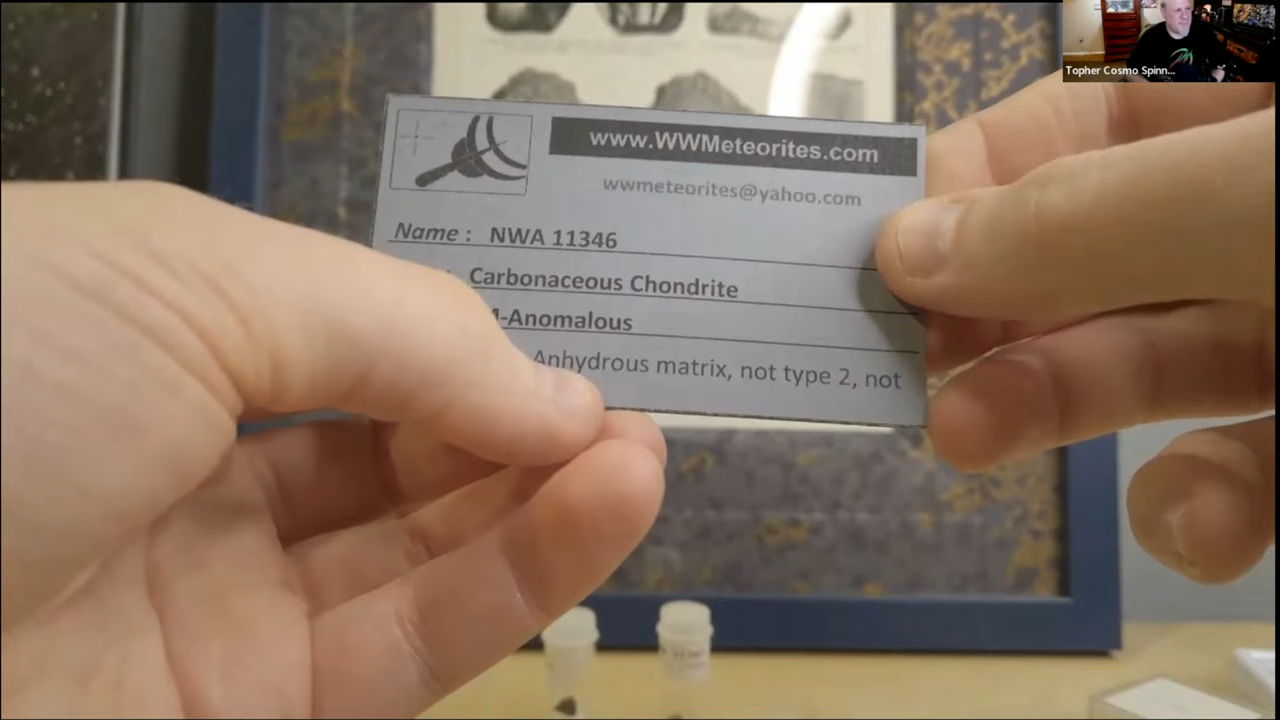 Topher Cosmo Spinn...
www.WWMeteorites.com
wwmeteorites@yahoo.com
Name : NWA 11346
Carbonaceous Chondrite
-Anomalous
Anhydrous matrix, not type 2, not